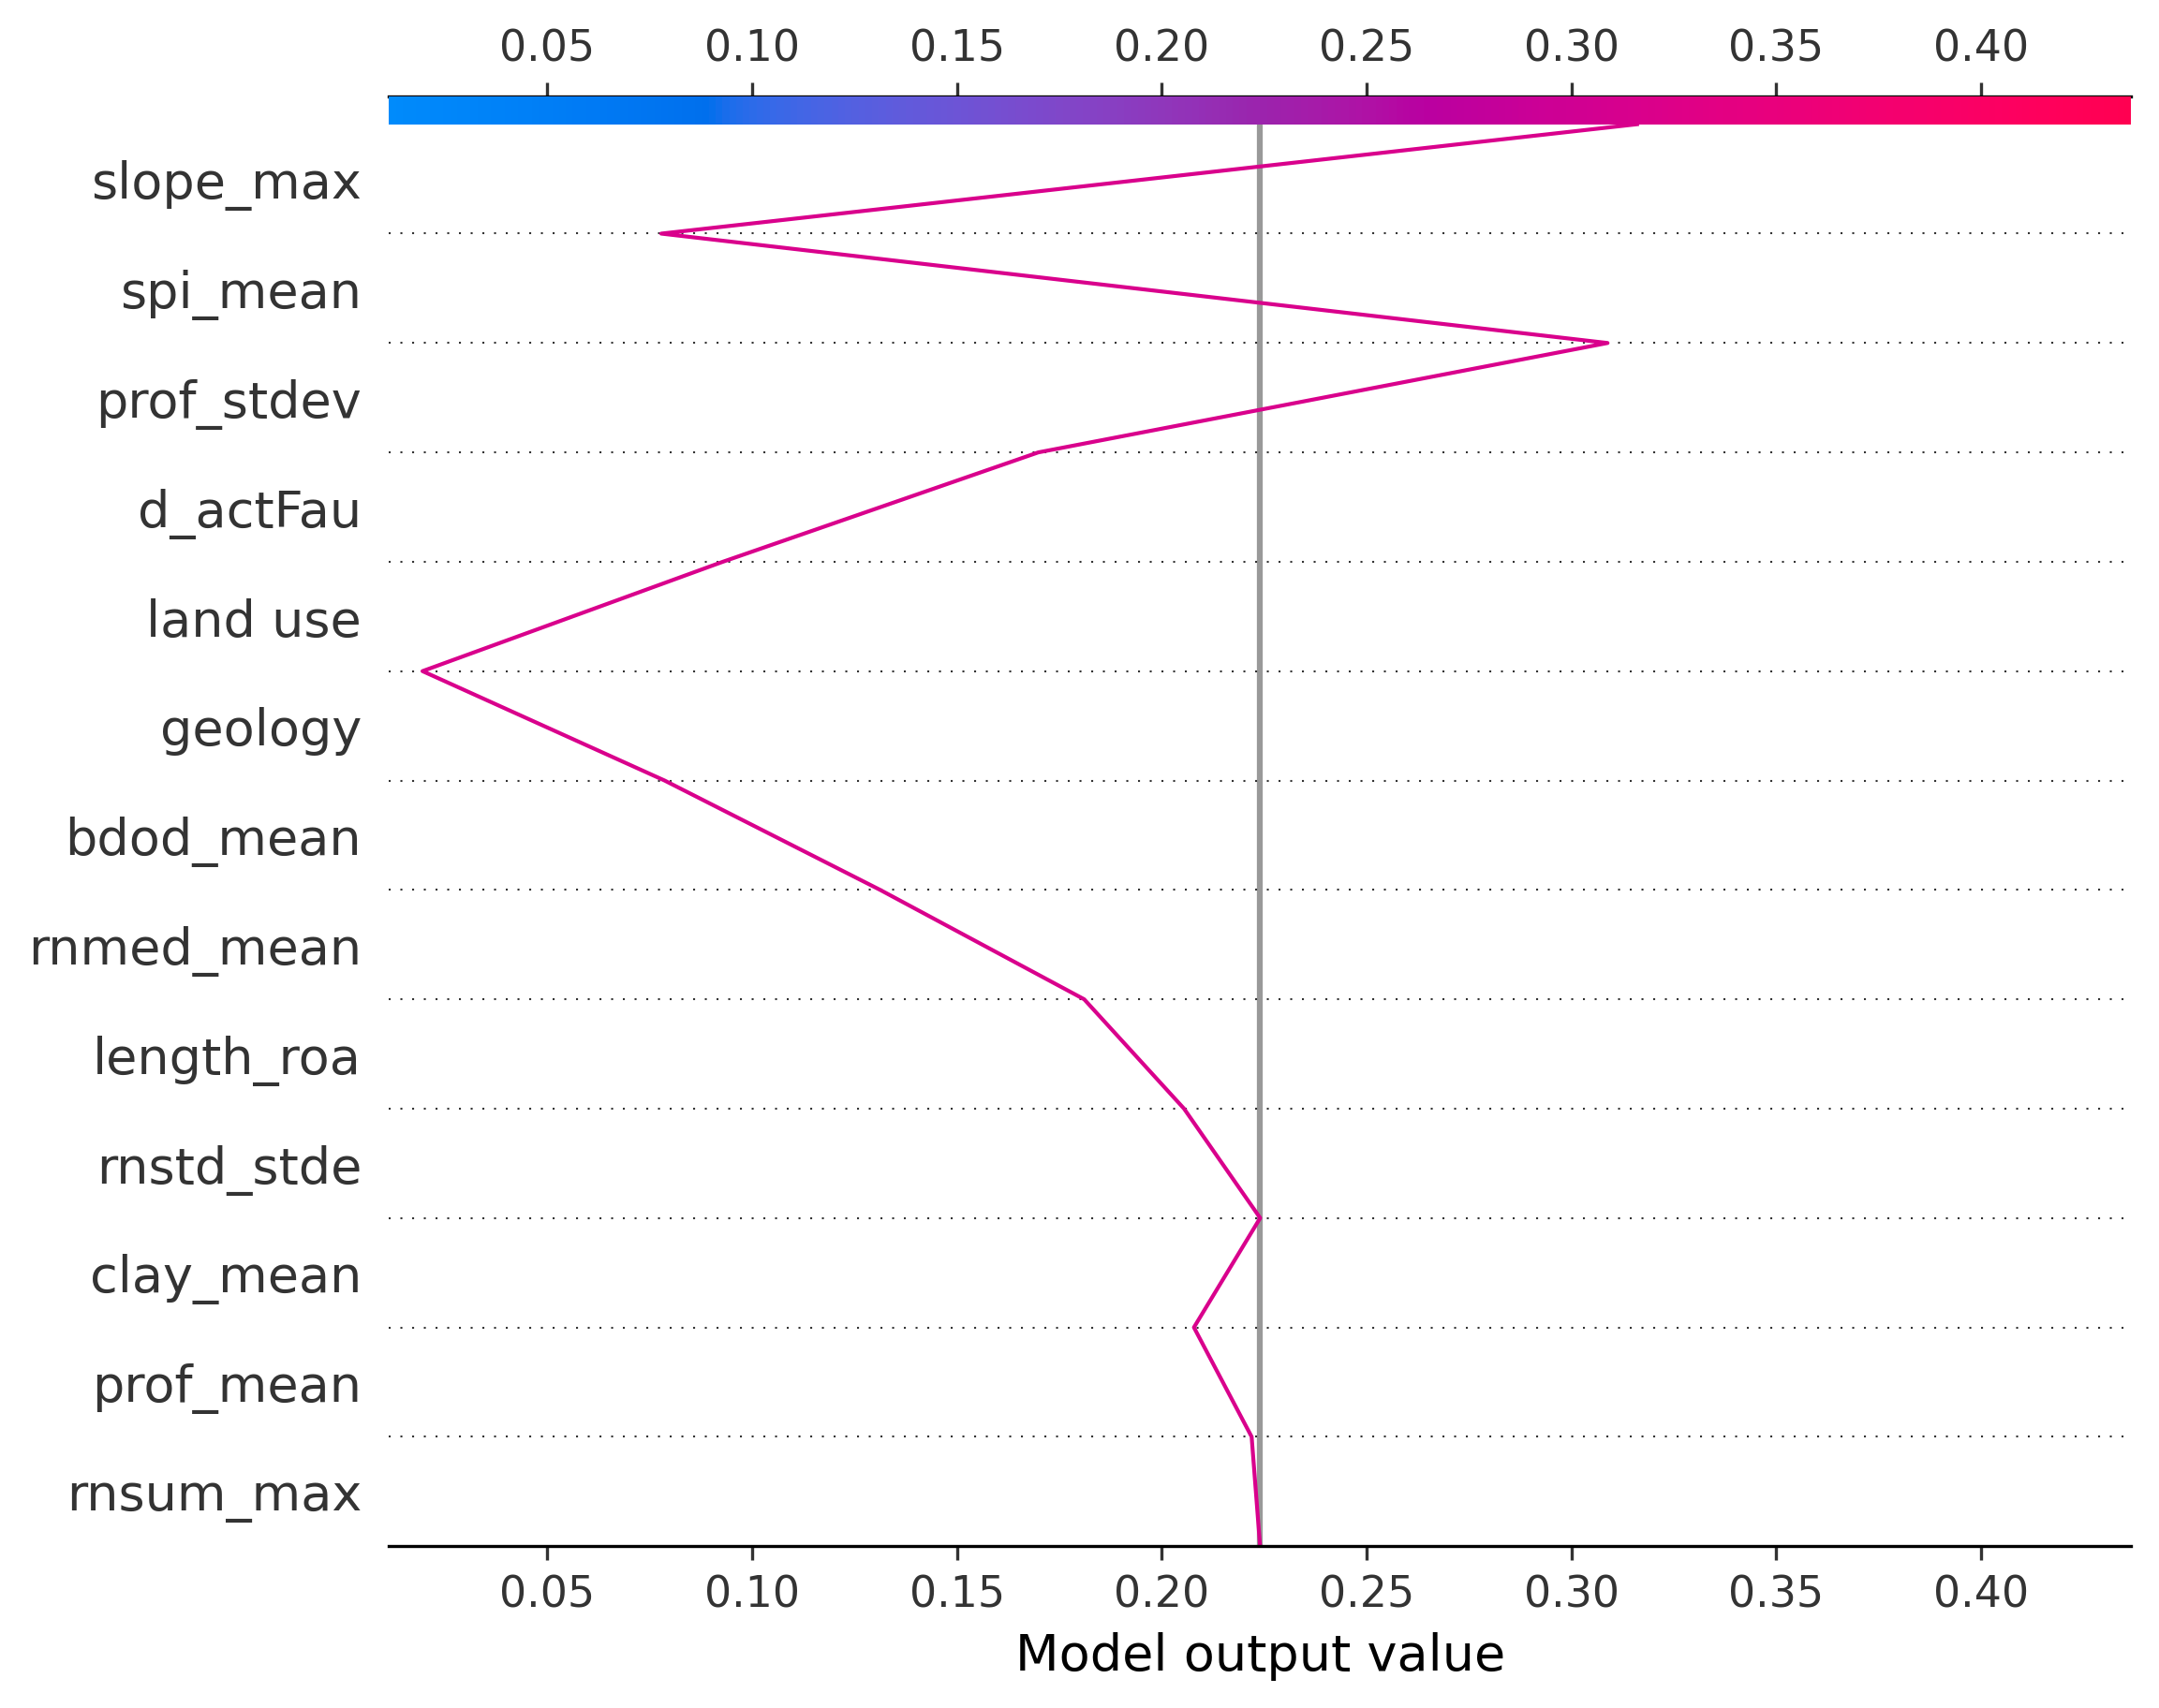 0.05 0.10 0.15 0.20 0.25 0.30 0.35 0.40
slope_max
spi_mean
prof_stdev
d_actFau
land use
geology
bdod_mean
rnmed_mean
length_roa
rnstd_stde
clay_mean
prof_mean
rnsum_max
0.05 0.10 0.15 0.20 0.25 0.30 0.35 0.40
Model output value